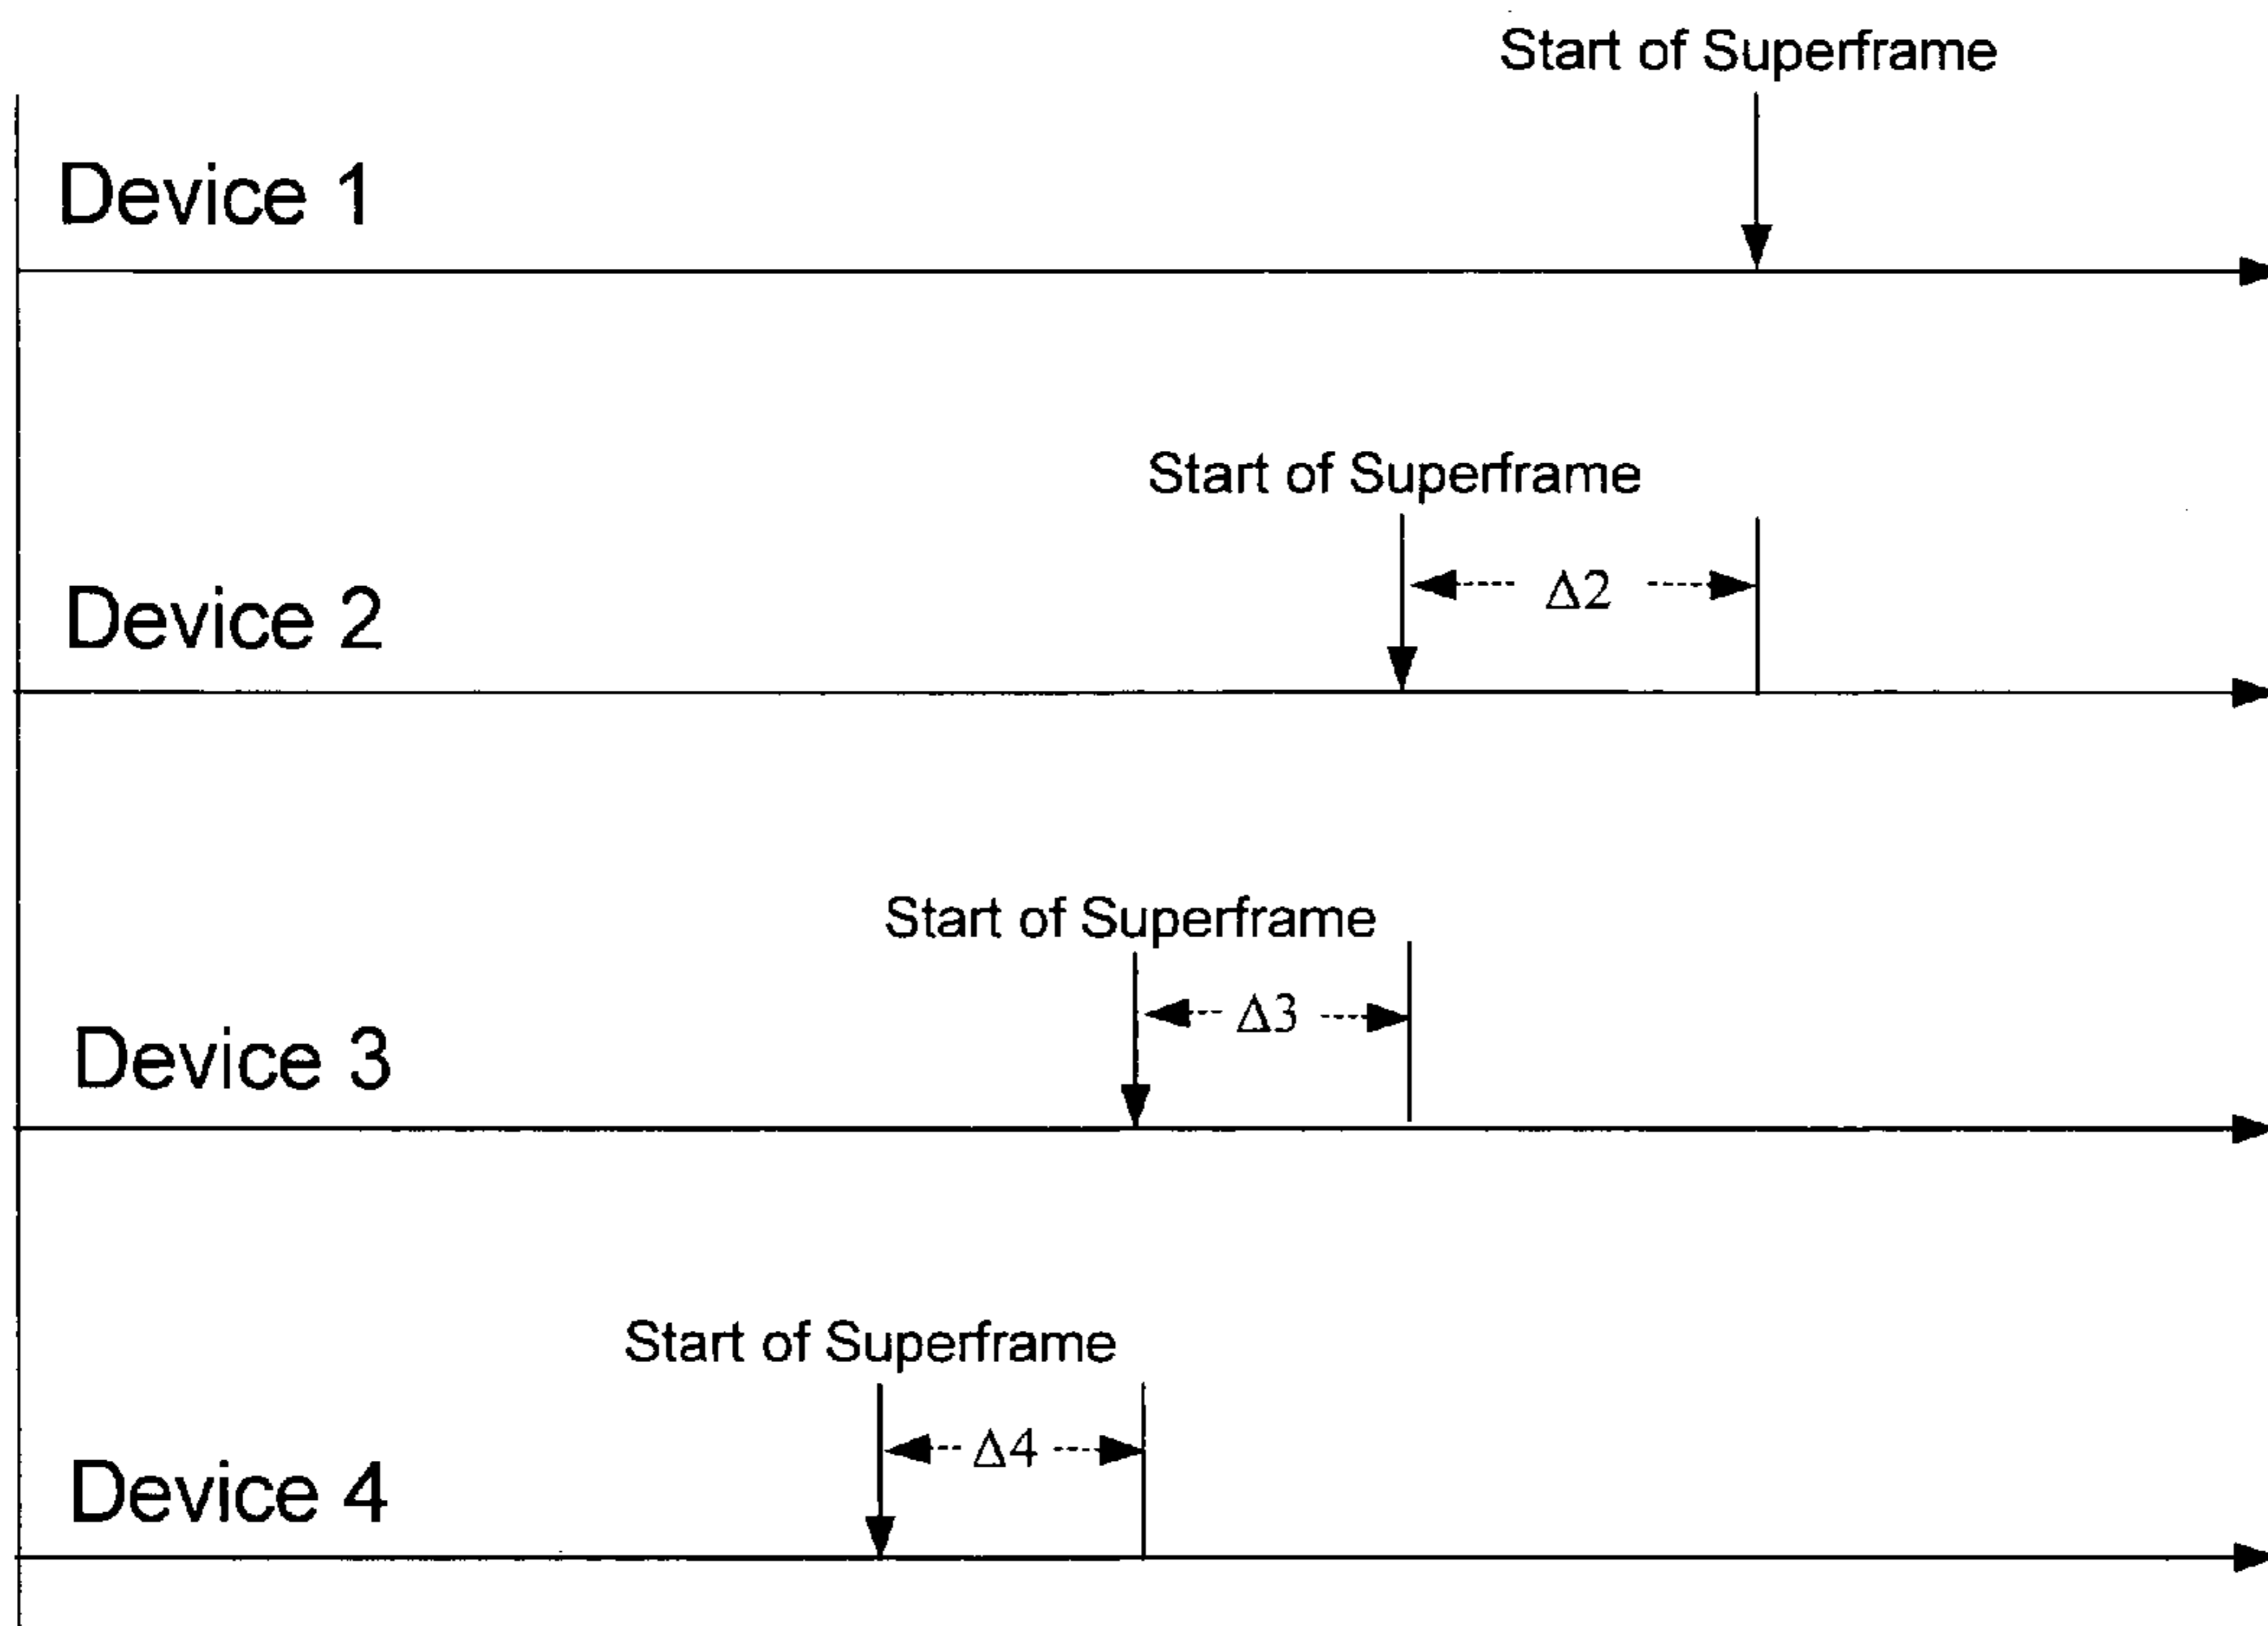 Start of Superframe
Device 1
Start of Superframe
Δ2
Device 2
Start of Superframe
Δ3
Device 3
Start of Superframe
Δ4
Device 4